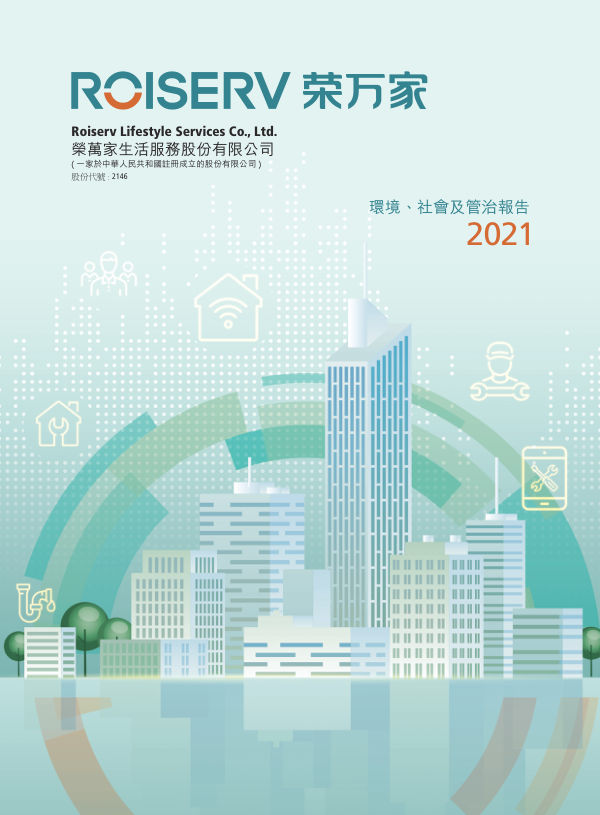 ROISERV 荣万家
Roiserv Lifestyle Services Co., Ltd.
榮萬家生活服務股份有限公司
(一家於中華人民共和國註冊成立的股份有限公司)
股份代號 : 2146
環境、社會及管治報告
2021